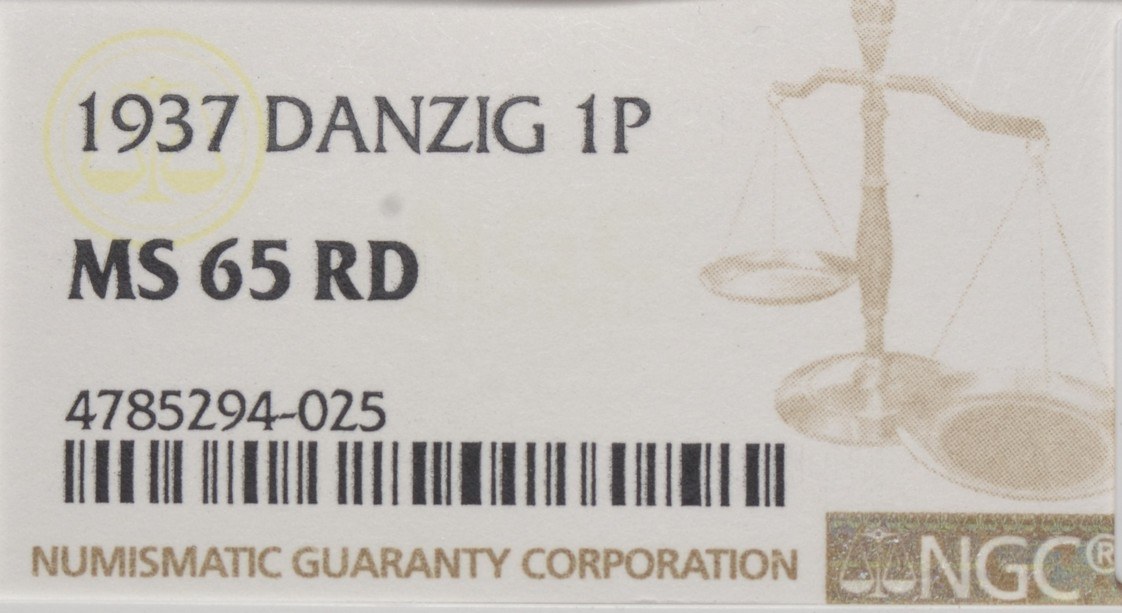 1937 DANZIG 1P
MS 65 RD
4785294-025
NUMISMATIC GUARANTY CORPORATION
NGC®